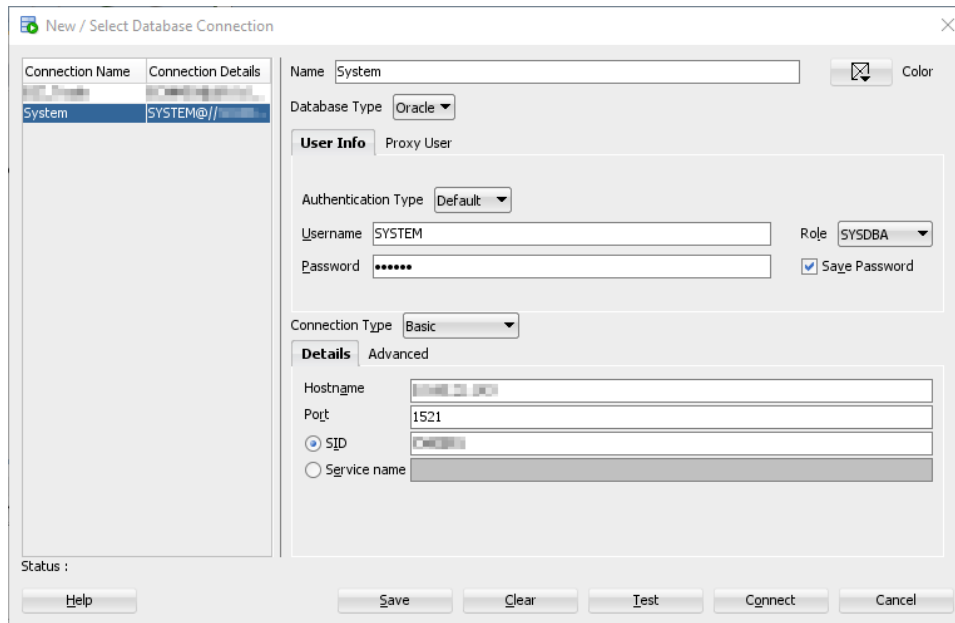 New / Select Database Connection
Connection Name Connection Details
System SYSTEM@//
Name System Color
Database Type Oracle
User Info Proxy User
Authentication Type Default
Username SYSTEM Role SYSDBA
Password •••••• Save Password
Connection Type Basic
Details Advanced
Hostname
Port 1521
SID
Service name
Status :
Help Save Clear Test Connect Cancel